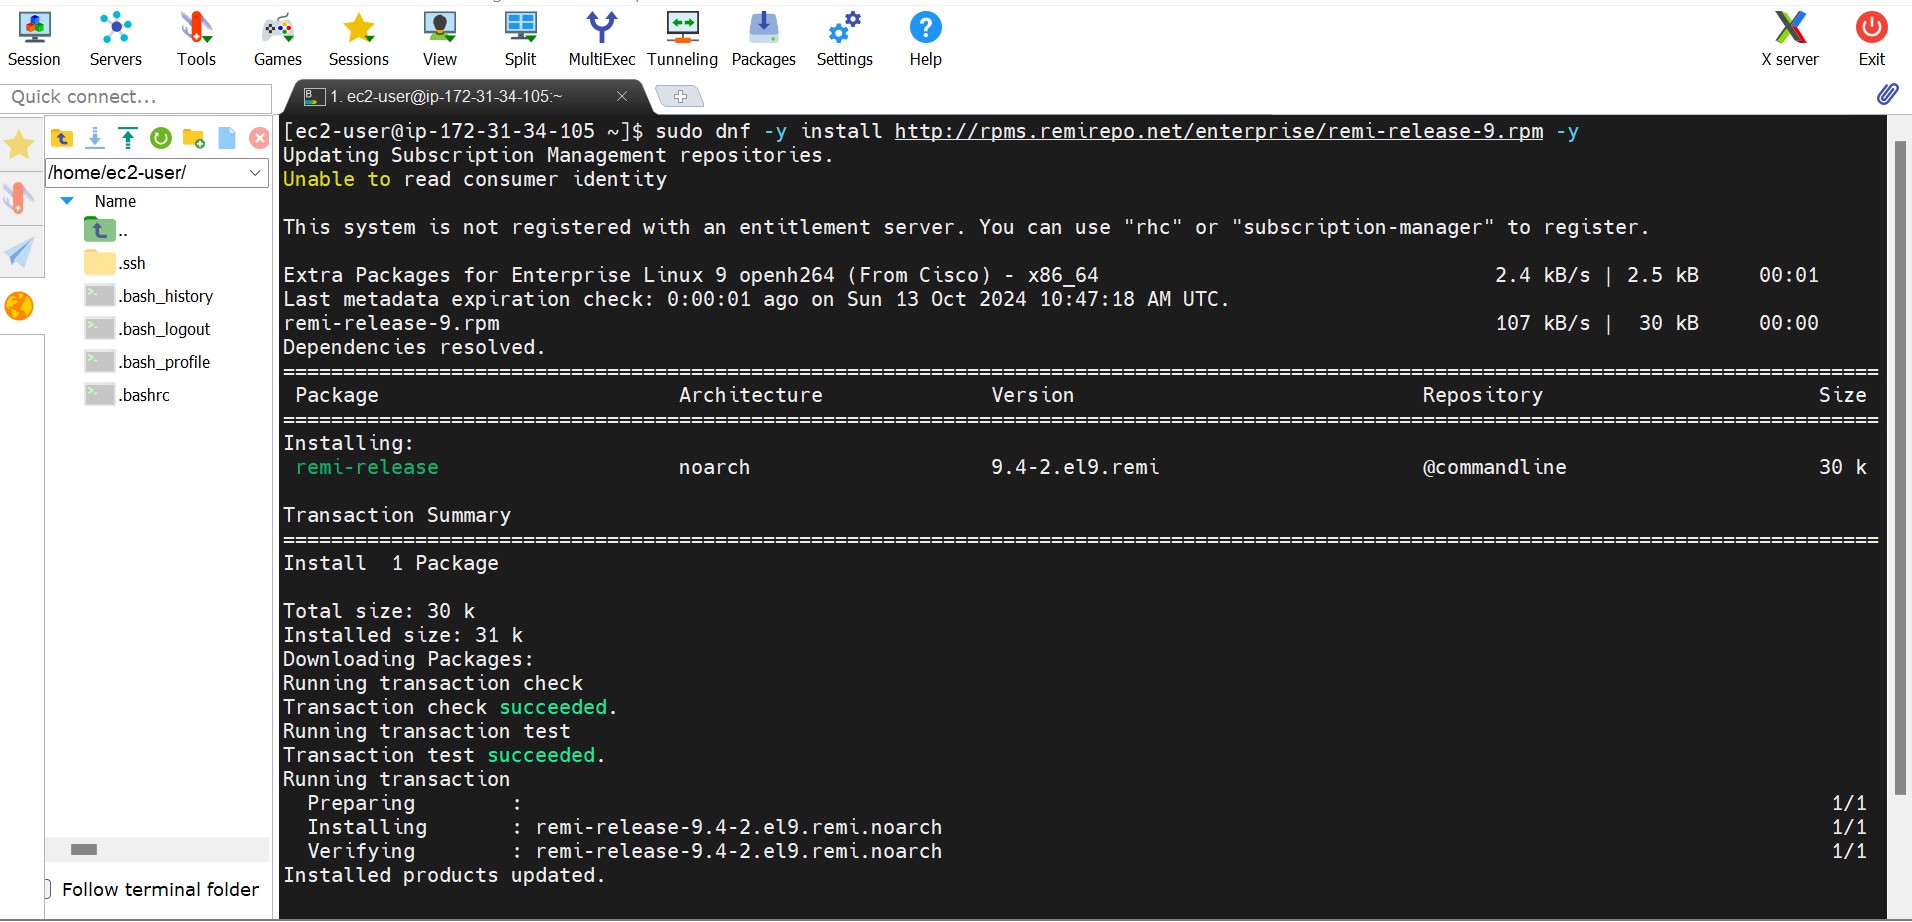 Session Servers Tools Games Sessions View Split MultiExec Tunneling Packages Settings Help X server Exit
Quick connect...
1. ec2-user@ip-172-31-34-105:~
/home/ec2-user/
Name
..
.ssh
.bash_history
.bash_logout
.bash_profile
.bashrc
Follow terminal folder
[ec2-user@ip-172-31-34-105 ~]$ sudo dnf -y install http://rpms.remirepo.net/enterprise/remi-release-9.rpm -y
Updating Subscription Management repositories.
Unable to read consumer identity
This system is not registered with an entitlement server. You can use "rhc" or "subscription-manager" to register.
Extra Packages for Enterprise Linux 9 openh264 (From Cisco) - x86_64 2.4 kB/s | 2.5 kB 00:01
Last metadata expiration check: 0:00:01 ago on Sun 13 Oct 2024 10:47:18 AM UTC.
remi-release-9.rpm 107 kB/s | 30 kB 00:00
Dependencies resolved.
=====================================================================================================================================
Package Architecture Version Repository Size
=====================================================================================================================================
Installing:
remi-release noarch 9.4-2.el9.remi @commandline 30 k
Transaction Summary
=====================================================================================================================================
Install 1 Package
Total size: 30 k
Installed size: 31 k
Downloading Packages:
Running transaction check
Transaction check succeeded.
Running transaction test
Transaction test succeeded.
Running transaction
Preparing : 1/1
Installing : remi-release-9.4-2.el9.remi.noarch 1/1
Verifying : remi-release-9.4-2.el9.remi.noarch 1/1
Installed products updated.